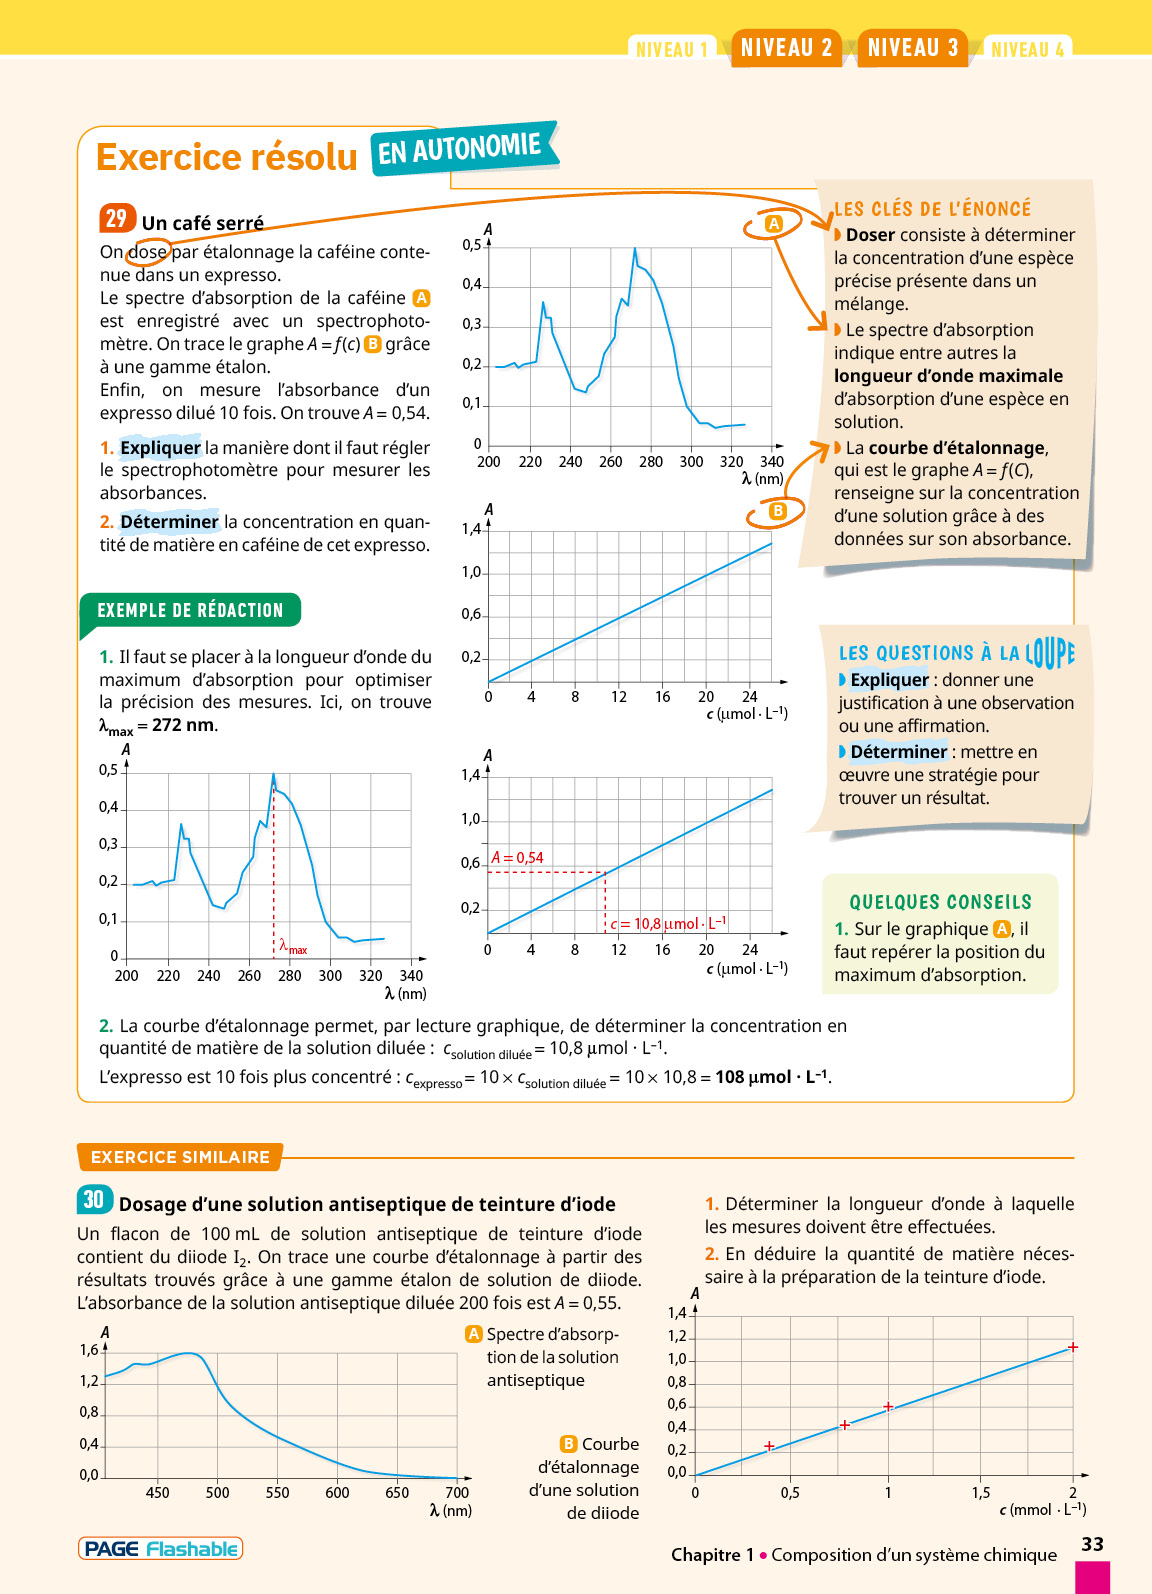 NIVEAU 1 NIVEAU 2 NIVEAU 3 NIVEAU 4
Exercice résolu EN AUTONOMIE
29 Un café serré
On dose par étalonnage la caféine conte-
nue dans un expresso.
Le spectre d’absorption de la caféine A
est enregistré avec un spectrophoto-
mètre. On trace le graphe A = f(c) B grâce
à une gamme étalon.
Enfin, on mesure l’absorbance d’un
expresso dilué 10 fois. On trouve A = 0,54.
1. Expliquer la manière dont il faut régler
le spectrophotomètre pour mesurer les
absorbances.
2. Déterminer la concentration en quan-
tité de matière en caféine de cet expresso.
A
A
0,5
0,4
0,3
0,2
0,1
0
200 220 240 260 280 300 320 340
λ (nm)
B
A
1,4
1,0
0,6
0,2
0 4 8 12 16 20 24
c (µmol · L⁻¹)
LES CLÉS DE L’ÉNONCÉ
Doser consiste à déterminer
la concentration d’une espèce
précise présente dans un
mélange.
Le spectre d’absorption
indique entre autres la
longueur d’onde maximale
d’absorption d’une espèce en
solution.
La courbe d’étalonnage,
qui est le graphe A = f(C),
renseigne sur la concentration
d’une solution grâce à des
données sur son absorbance.
EXEMPLE DE RÉDACTION
1. Il faut se placer à la longueur d’onde du
maximum d’absorption pour optimiser
la précision des mesures. Ici, on trouve
λmax = 272 nm.
A
0,5
0,4
0,3
0,2
0,1
0
λmax
200 220 240 260 280 300 320 340
λ (nm)
A
1,4
1,0
0,6
0,2
A = 0,54
c = 10,8 µmol · L⁻¹
0 4 8 12 16 20 24
c (µmol · L⁻¹)
LES QUESTIONS À LA LOUPE
Expliquer : donner une
justification à une observation
ou une affirmation.
Déterminer : mettre en
œuvre une stratégie pour
trouver un résultat.
QUELQUES CONSEILS
1. Sur le graphique A, il
faut repérer la position du
maximum d’absorption.
2. La courbe d’étalonnage permet, par lecture graphique, de déterminer la concentration en
quantité de matière de la solution diluée : csolution diluée = 10,8 µmol · L⁻¹.
L’expresso est 10 fois plus concentré : cexpresso = 10 × csolution diluée = 10 × 10,8 = 108 µmol · L⁻¹.
EXERCICE SIMILAIRE
30 Dosage d’une solution antiseptique de teinture d’iode
Un flacon de 100 mL de solution antiseptique de teinture d’iode
contient du diiode I₂. On trace une courbe d’étalonnage à partir des
résultats trouvés grâce à une gamme étalon de solution de diiode.
L’absorbance de la solution antiseptique diluée 200 fois est A = 0,55.
A
1,6
1,2
0,8
0,4
0,0
450 500 550 600 650 700
λ (nm)
A Spectre d’absorp-
tion de la solution
antiseptique
B Courbe
d’étalonnage
d’une solution
de diiode
1. Déterminer la longueur d’onde à laquelle
les mesures doivent être effectuées.
2. En déduire la quantité de matière néces-
saire à la préparation de la teinture d’iode.
A
1,4
1,2
1,0
0,8
0,6
0,4
0,2
0,0
0 0,5 1 1,5 2
c (mmol · L⁻¹)
PAGE Flashable
Chapitre 1 • Composition d’un système chimique
33